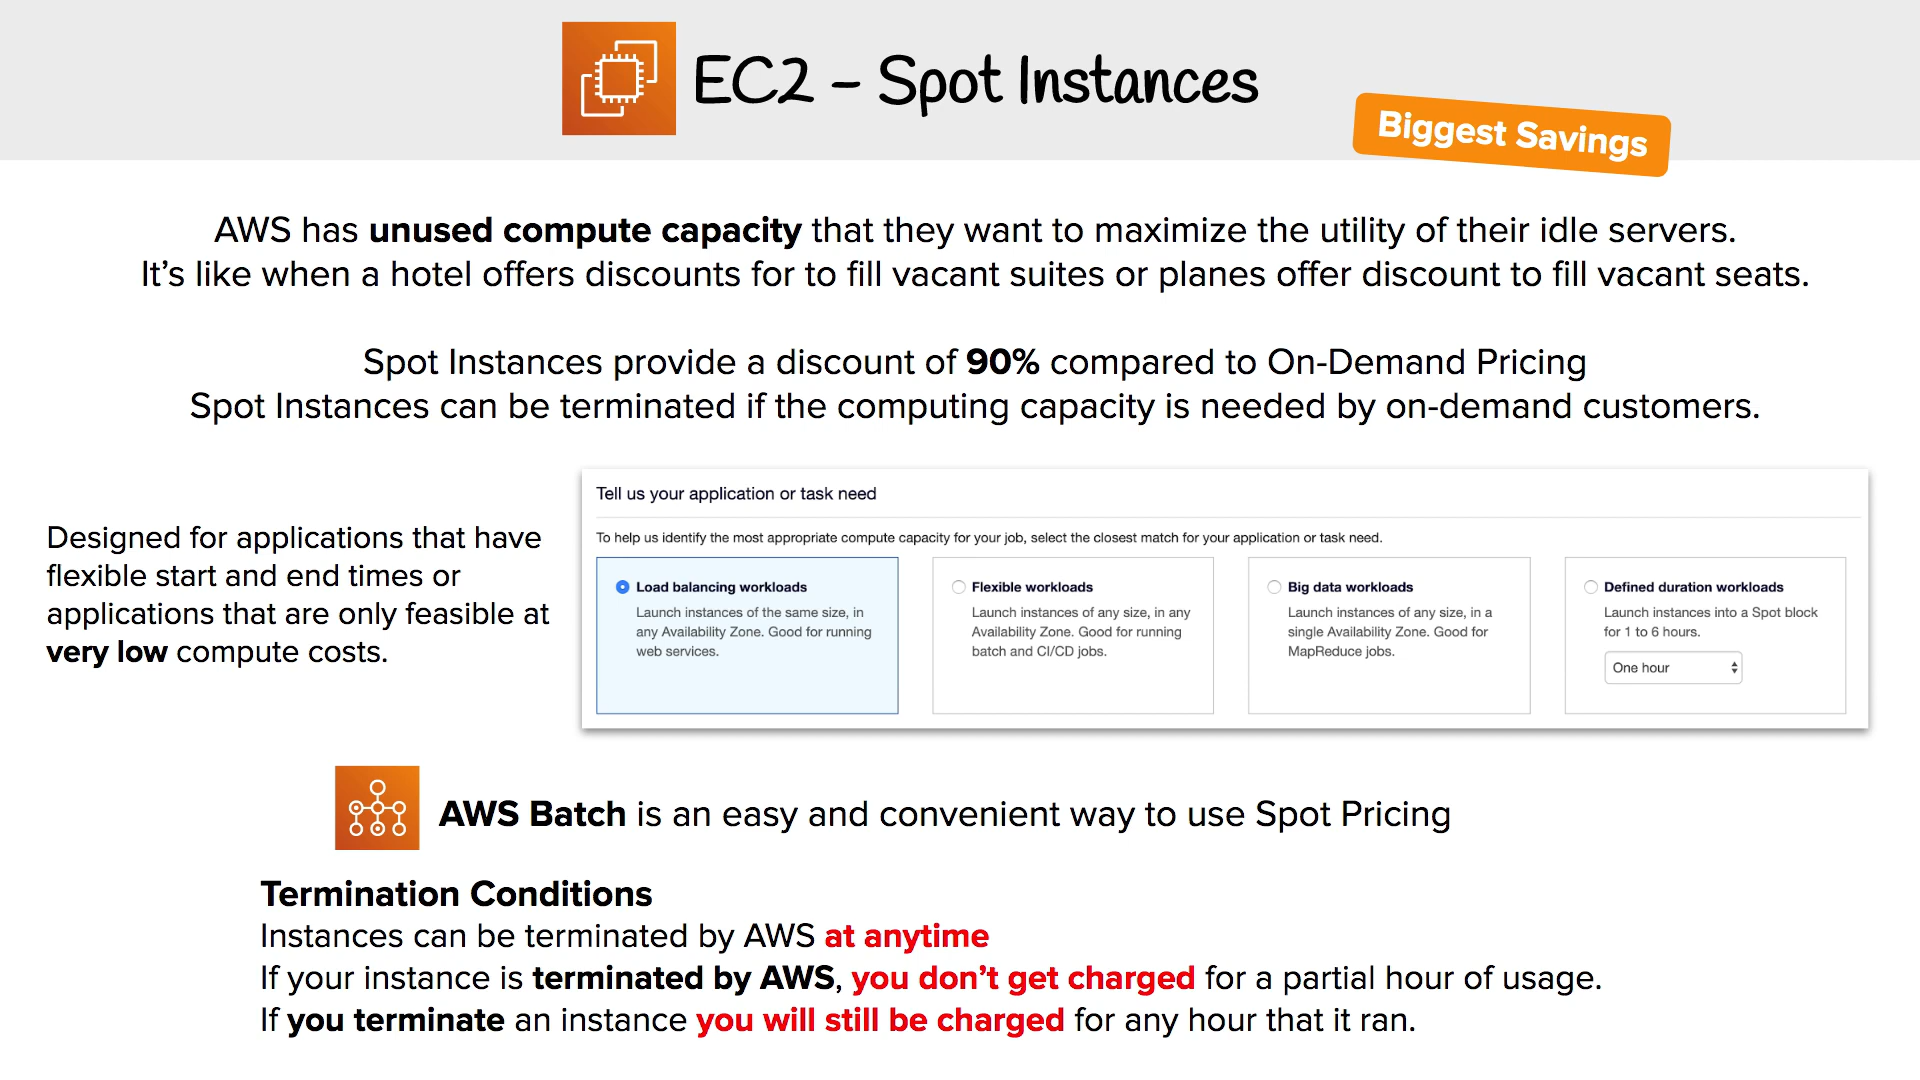 EC2 – Spot Instances
Biggest Savings
AWS has unused compute capacity that they want to maximize the utility of their idle servers.
It's like when a hotel offers discounts for to fill vacant suites or planes offer discount to fill vacant seats.
Spot Instances provide a discount of 90% compared to On-Demand Pricing
Spot Instances can be terminated if the computing capacity is needed by on-demand customers.
Designed for applications that have
flexible start and end times or
applications that are only feasible at
very low compute costs.
Tell us your application or task need
To help us identify the most appropriate compute capacity for your job, select the closest match for your application or task need.
Load balancing workloads
Launch instances of the same size, in
any Availability Zone. Good for running
web services.
Flexible workloads
Launch instances of any size, in any
Availability Zone. Good for running
batch and CI/CD jobs.
Big data workloads
Launch instances of any size, in a
single Availability Zone. Good for
MapReduce jobs.
Defined duration workloads
Launch instances into a Spot block
for 1 to 6 hours.
One hour
AWS Batch is an easy and convenient way to use Spot Pricing
Termination Conditions
Instances can be terminated by AWS at anytime
If your instance is terminated by AWS, you don't get charged for a partial hour of usage.
If you terminate an instance you will still be charged for any hour that it ran.